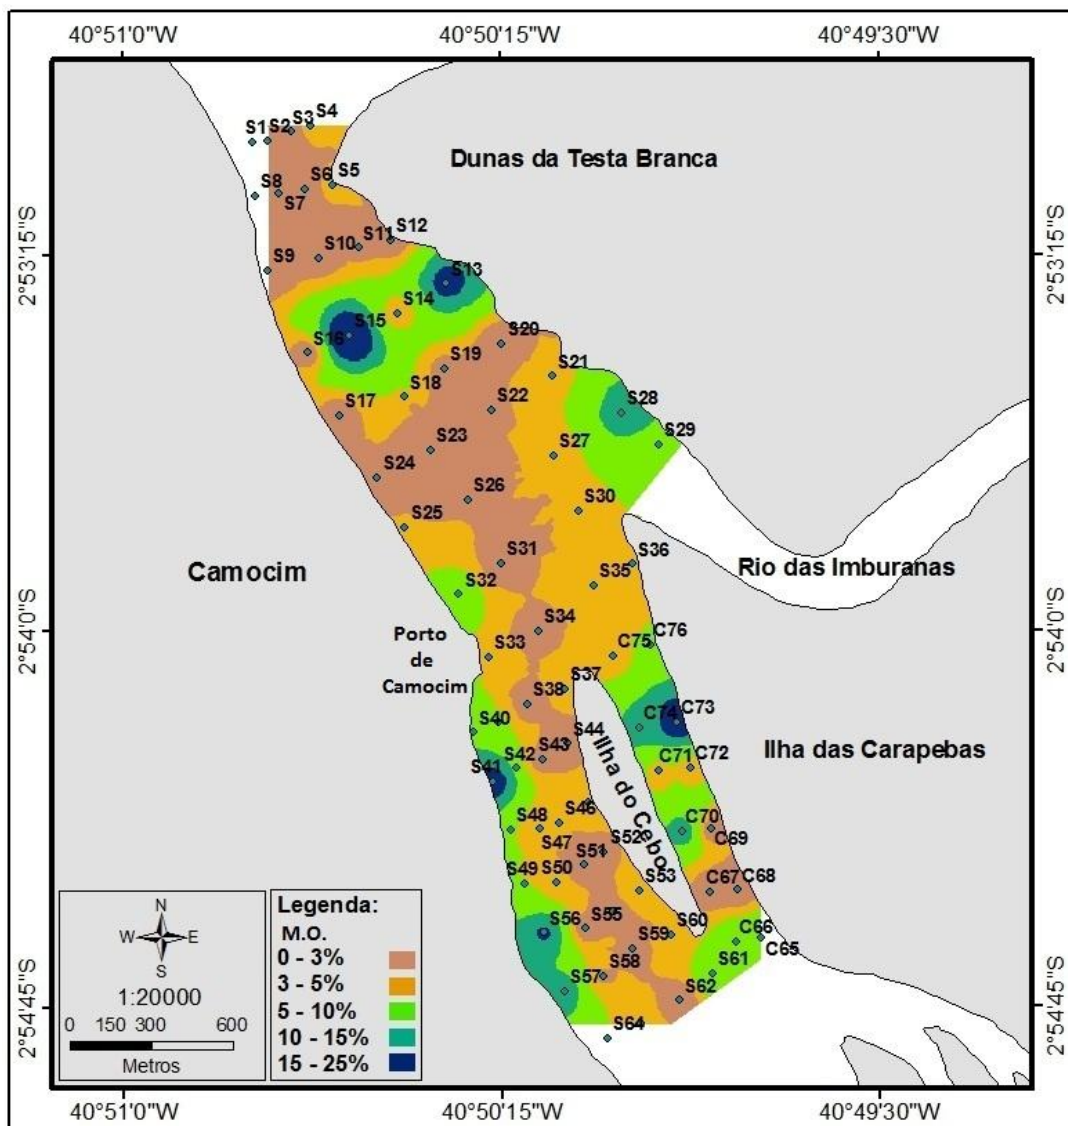 40°51'0"W 40°50'15"W 40°49'30"W
S1 S2 S3 S4
Dunas da Testa Branca
S5
S6
S8
S7
2°53'15"S 2°53'15"S
S12
S11
S10
S9
S13
S14
S15
S16
S20
S19
S21
S18
S17
S22
S28
S29
S23
S27
S24
S26
S25
S30
S31
S36
Camocim
Rio das Imburanas
S35
S32
2°54'0"S 2°54'0"S
S34
C76
Porto
de
Camocim
S33
C75
S37
S38
S40
C74
C73
S44
Ilha das Carapebas
S43
S42
S41
C71
C72
Ilha do Cebo
S46
S48
C70
C69
S47
S52
S51
S49
S50
S53
C67
C68
S56
S55
S60
C66
C65
S59
S58
S61
S57
S62
S64
2°54'45"S 2°54'45"S
N
W E
S
1:20000
0 150 300 600
Metros
Legenda:
M.O.
0 - 3%
3 - 5%
5 - 10%
10 - 15%
15 - 25%
40°51'0"W 40°50'15"W 40°49'30"W